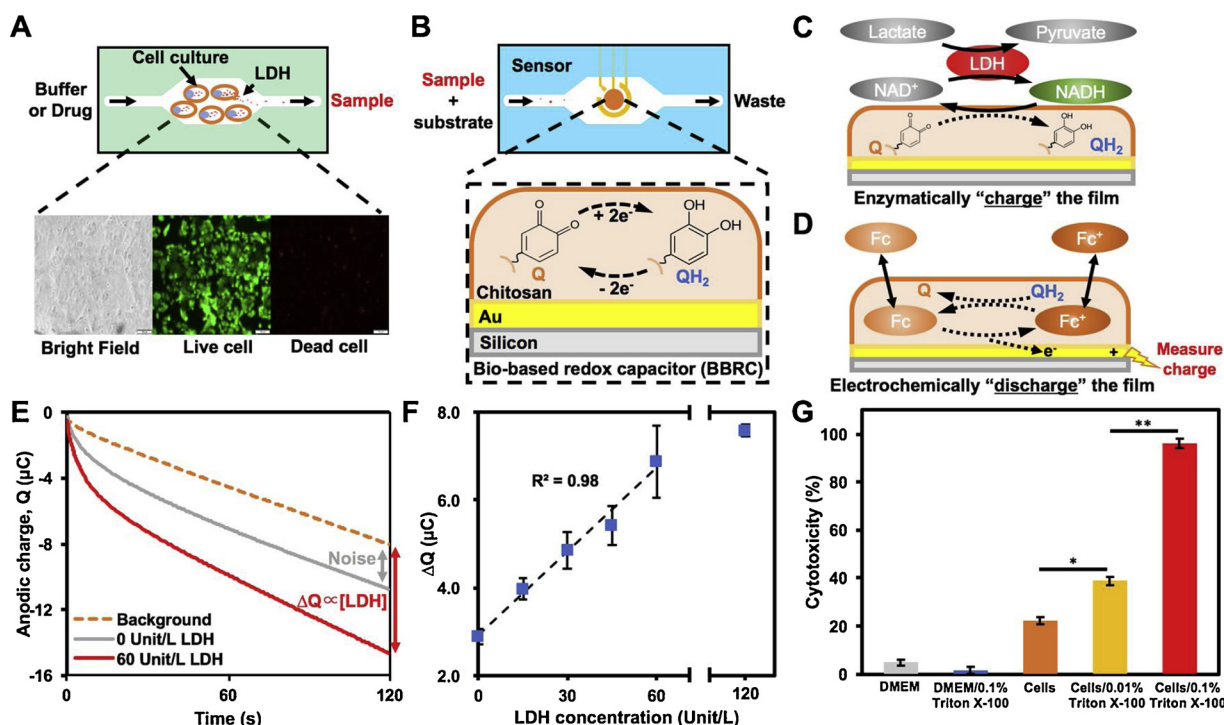 A
Cell culture
LDH
Buffer
or Drug
Sample
Bright Field
Live cell
Dead cell
B
Sensor
Sample
+
substrate
Waste
O
O
+ 2e-
OH
OH
Q
- 2e-
QH2
Chitosan
Au
Silicon
Bio-based redox capacitor (BBRC)
C
Lactate
Pyruvate
LDH
NAD+
NADH
O
O
OH
HO
Q
QH2
Enzymatically “charge” the film
D
Fc
Fc+
Q
QH2
Fc
Fc+
e-
+
Measure
charge
Electrochemically “discharge” the film
E
Anodic charge, Q (µC)
0
-4
-8
-12
-16
Noise
ΔQ∝[LDH]
Background
0 Unit/L LDH
60 Unit/L LDH
0
60
120
Time (s)
F
ΔQ (µC)
8.0
6.0
4.0
2.0
R² = 0.98
0
30
60
120
LDH concentration (Unit/L)
G
Cytotoxicity (%)
100
80
60
40
20
0
*
**
DMEM
DMEM/0.1%
Triton X-100
Cells
Cells/0.01%
Triton X-100
Cells/0.1%
Triton X-100